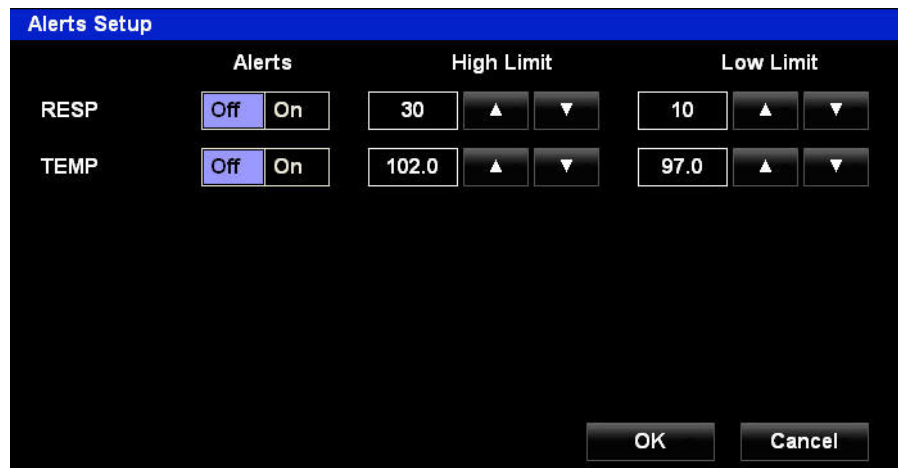 Alerts Setup
Alerts High Limit Low Limit
RESP Off On 30 ▲ ▼ 10 ▲ ▼
TEMP Off On 102.0 ▲ ▼ 97.0 ▲ ▼
OK Cancel